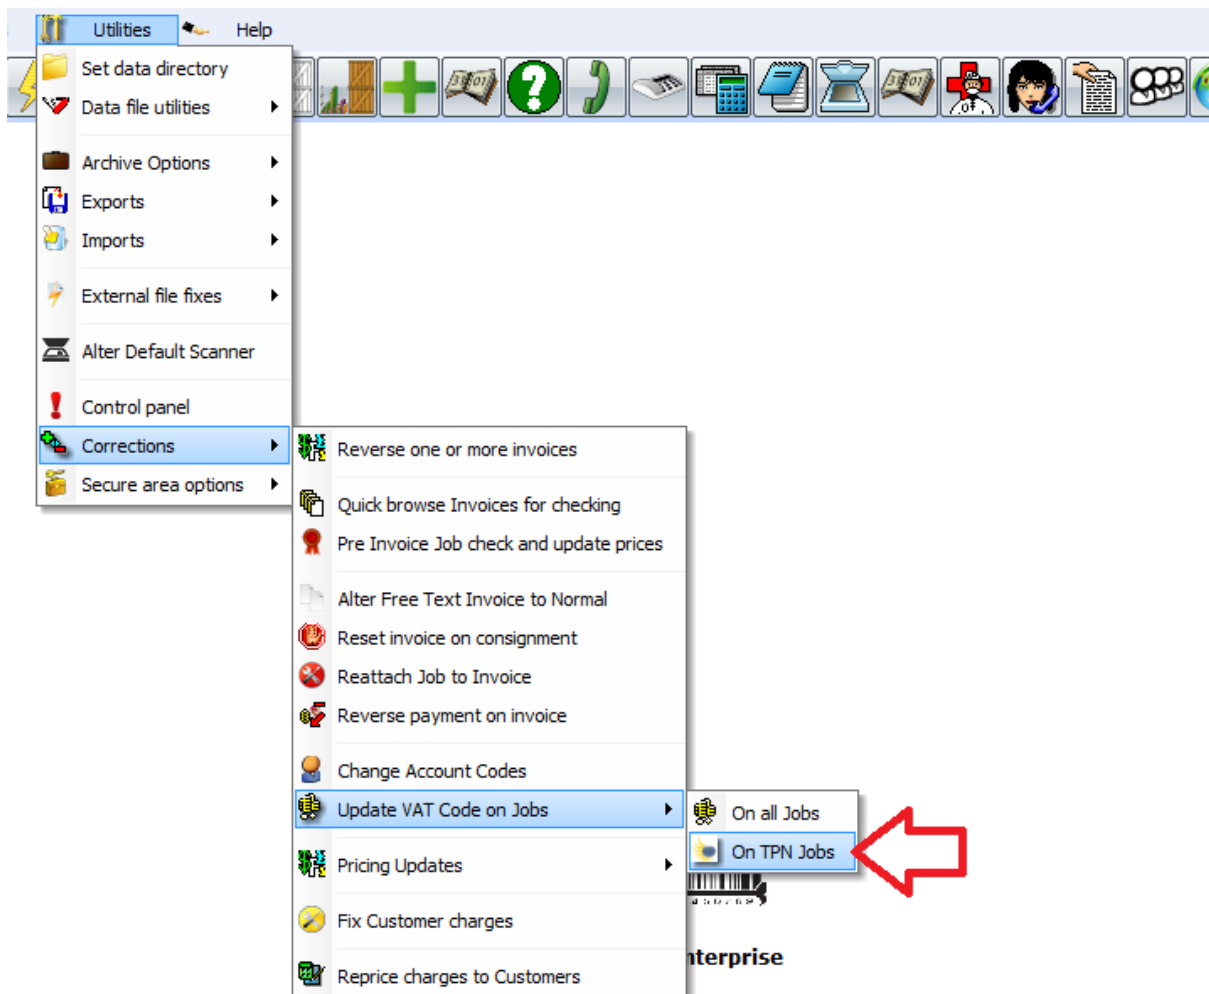 Utilities
Help
Set data directory
Data file utilities
Archive Options
Exports
Imports
External file fixes
Alter Default Scanner
Control panel
Corrections
Secure area options
Reverse one or more invoices
Quick browse Invoices for checking
Pre Invoice Job check and update prices
Alter Free Text Invoice to Normal
Reset invoice on consignment
Reattach Job to Invoice
Reverse payment on invoice
Change Account Codes
Update VAT Code on Jobs
Pricing Updates
Fix Customer charges
Reprice charges to Customers
On all Jobs
On TPN Jobs
nterprise